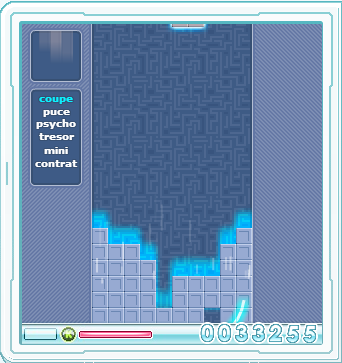 coupe
puce
psycho
tresor
mini
contrat
0033255